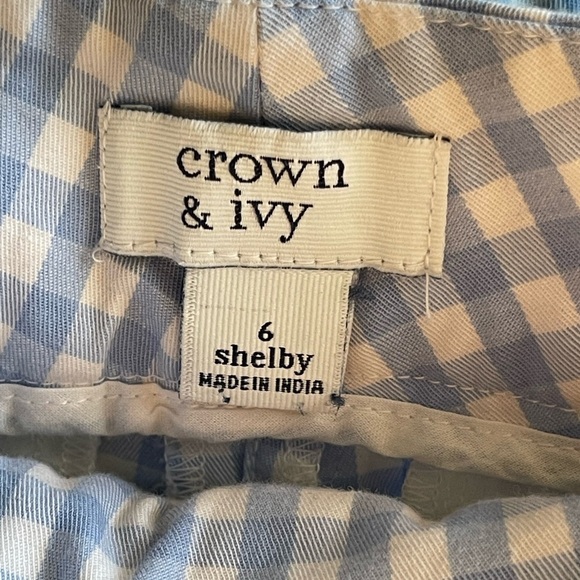 crown
& ivy
6
shelby
MADE IN INDIA